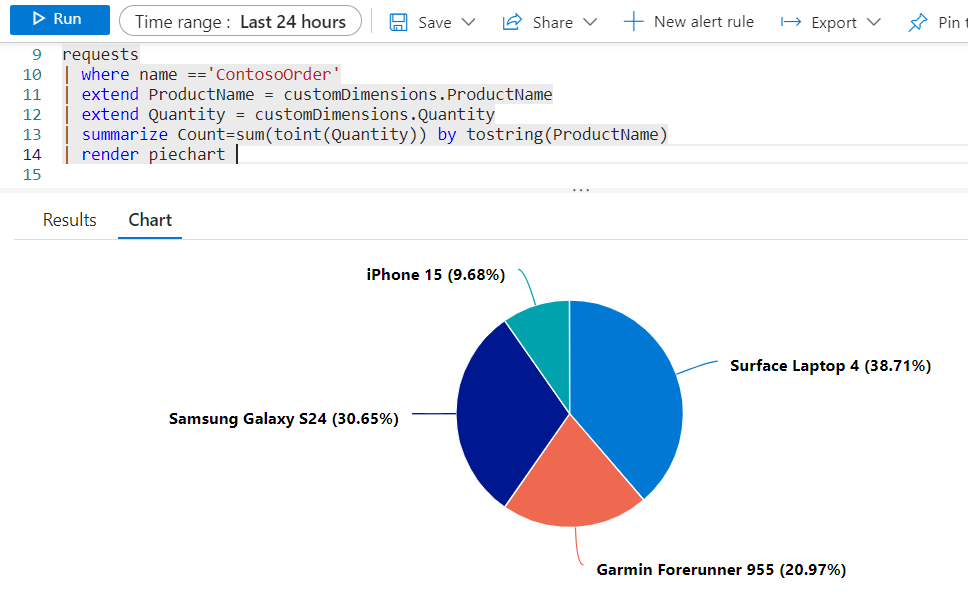 Run Time range : Last 24 hours Save Share New alert rule Export Pin t
9 requests
10 | where name =='ContosoOrder'
11 | extend ProductName = customDimensions.ProductName
12 | extend Quantity = customDimensions.Quantity
13 | summarize Count=sum(toint(Quantity)) by tostring(ProductName)
14 | render piechart
15
...
Results Chart
iPhone 15 (9.68%)
Surface Laptop 4 (38.71%)
Samsung Galaxy S24 (30.65%)
Garmin Forerunner 955 (20.97%)